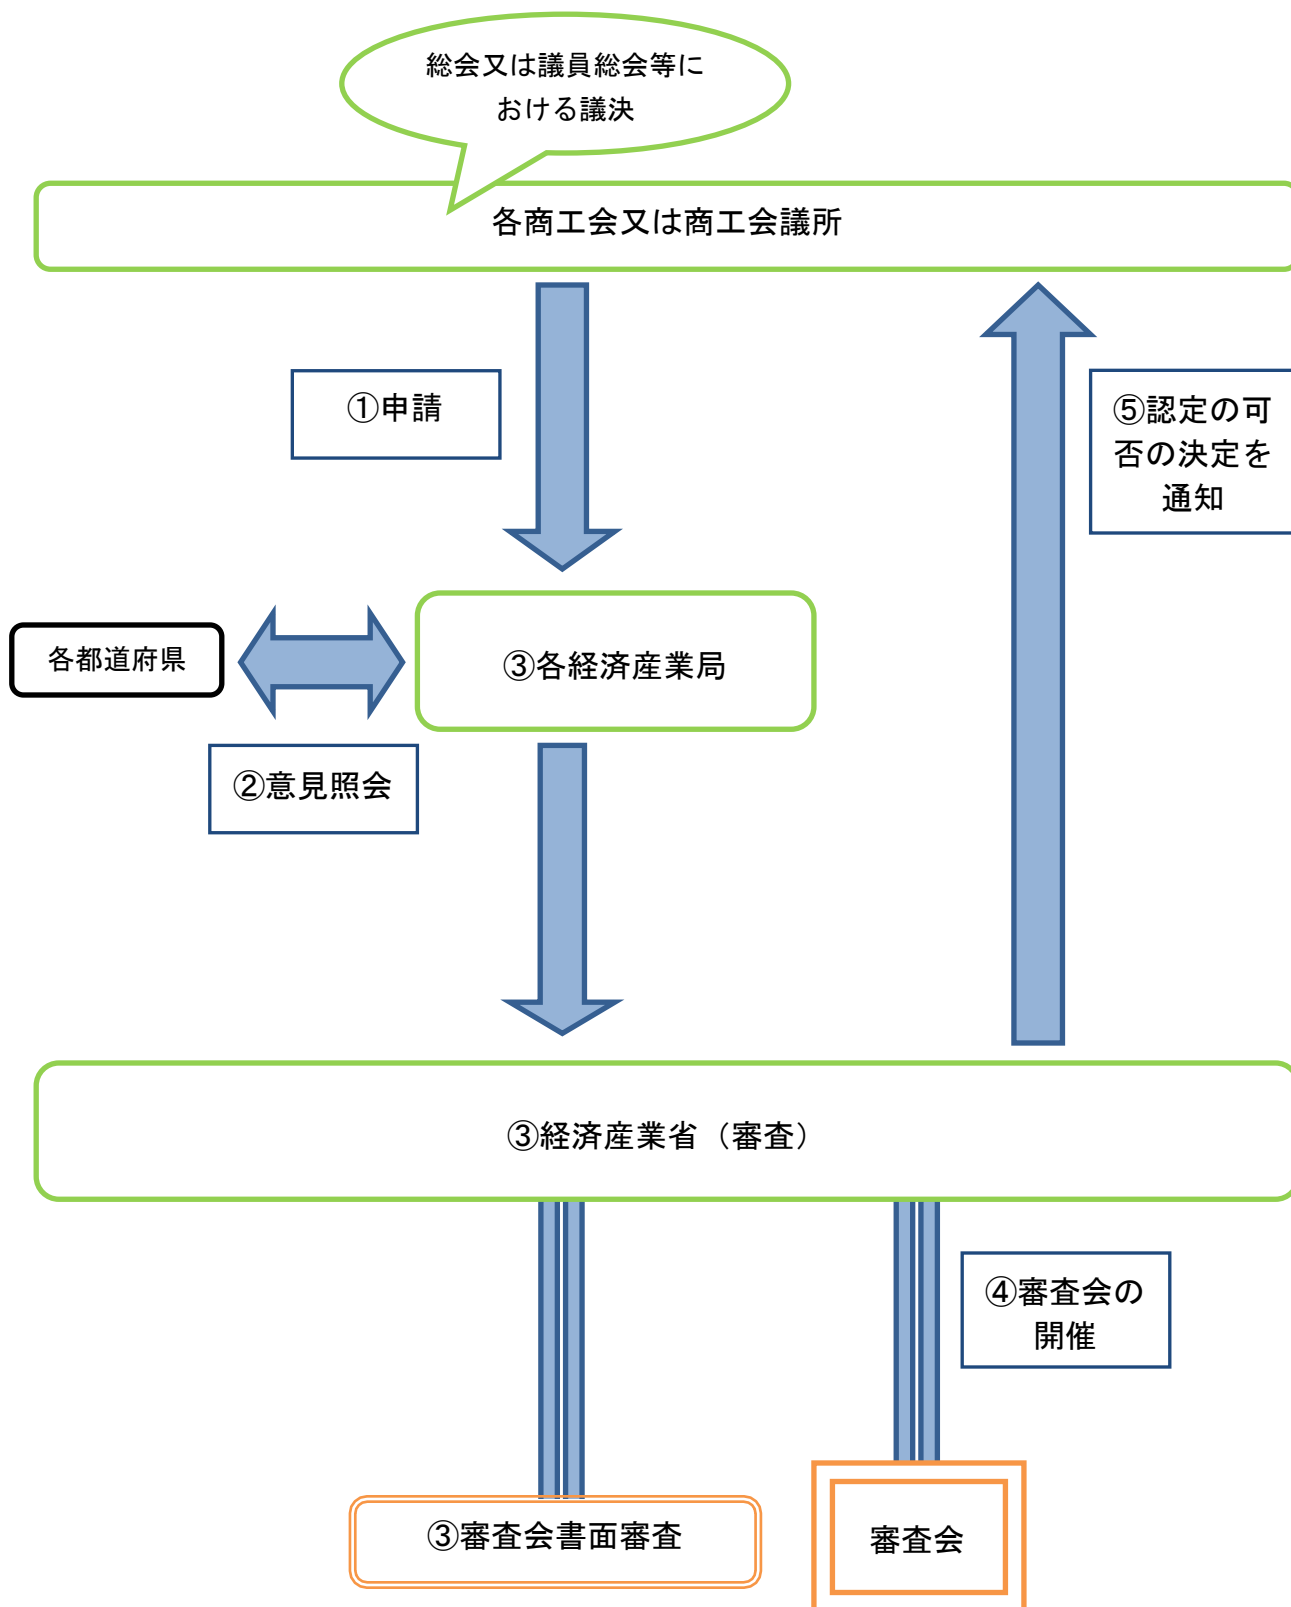 総会又は議員総会等に
おける議決
各商工会又は商工会議所
①申請
⑤認定の可
否の決定を
通知
各都道府県
③各経済産業局
②意見照会
③経済産業省（審査）
④審査会の
開催
③審査会書面審査
審査会